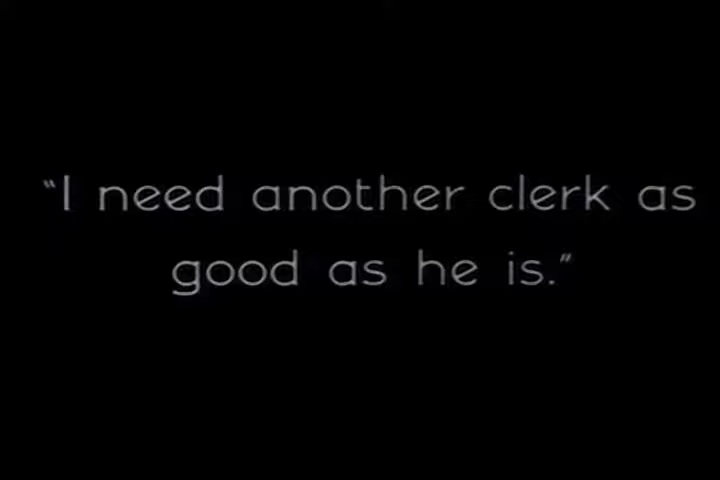 “I need another clerk as
good as he is.”